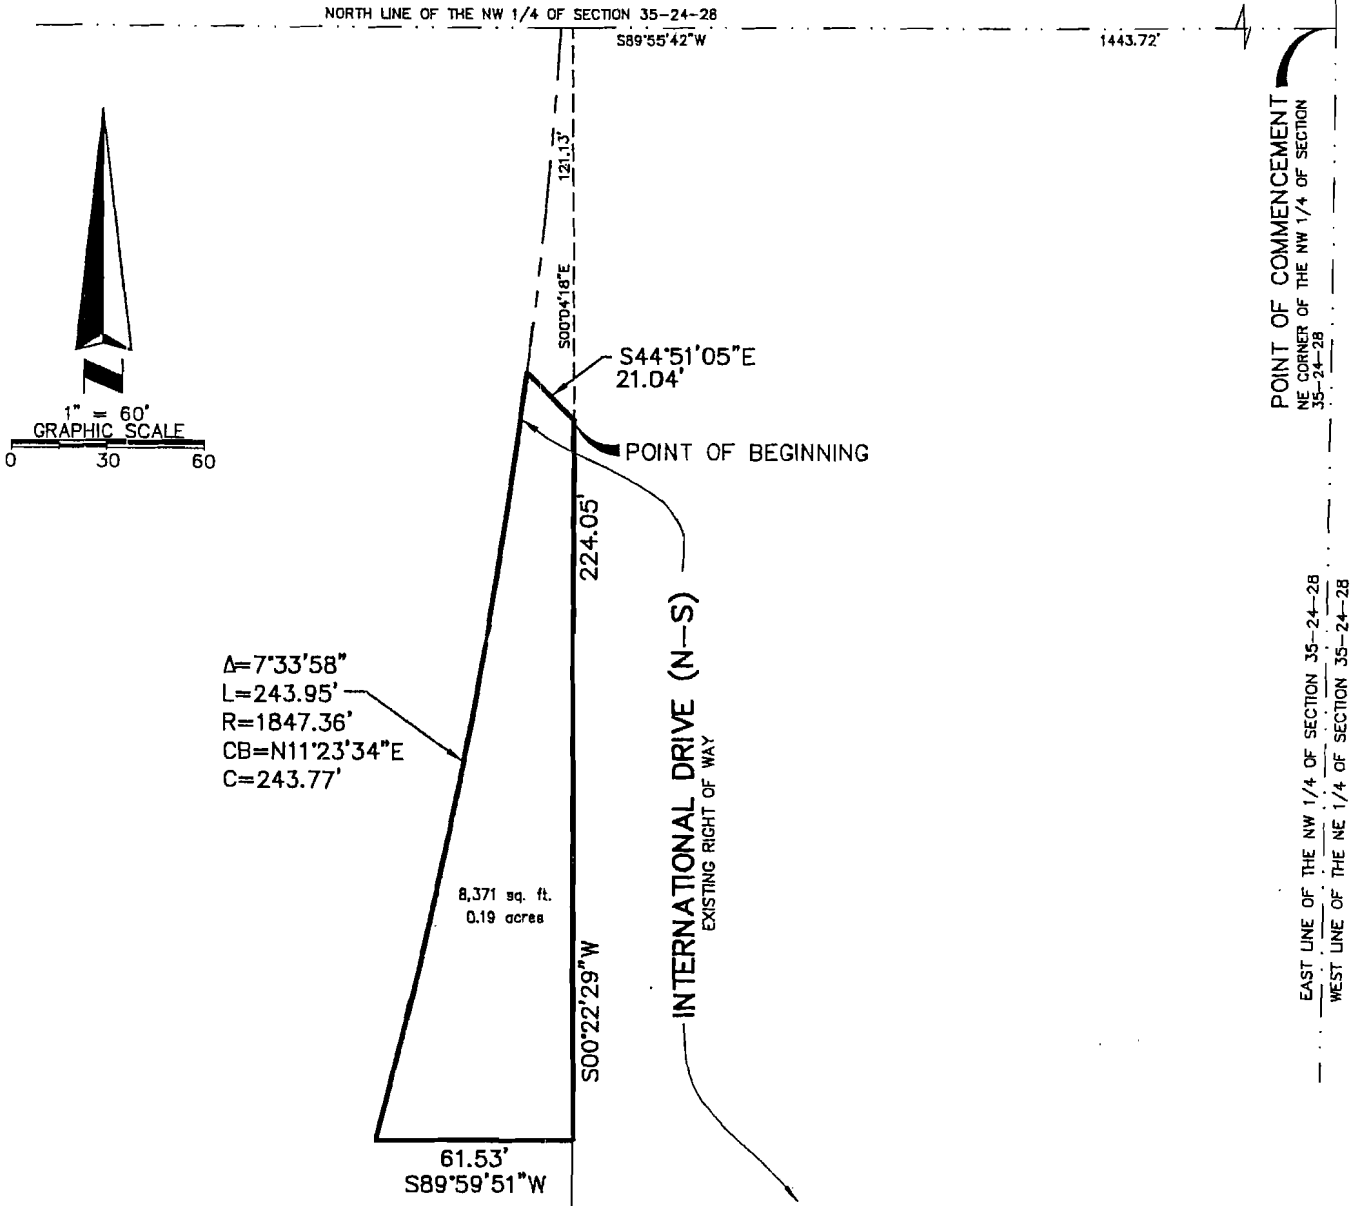 NORTH LINE OF THE NW 1/4 OF SECTION 35-24-28
S89°55'42"W
1443.72'
POINT OF COMMENCEMENT
NE CORNER OF THE NW 1/4 OF SECTION
35-24-28
121.13'
S00°04'18"E
1" = 60'
GRAPHIC SCALE
0 30 60
S44°51'05"E
21.04'
POINT OF BEGINNING
224.05'
S00°22'29"W
Δ=7°33'58"
L=243.95'
R=1847.36'
CB=N11°23'34"E
C=243.77'
8,371 sq. ft.
0.19 acres
INTERNATIONAL DRIVE (N-S)
EXISTING RIGHT OF WAY
EAST LINE OF THE NW 1/4 OF SECTION 35-24-28
WEST LINE OF THE NE 1/4 OF SECTION 35-24-28
61.53'
S89°59'51"W